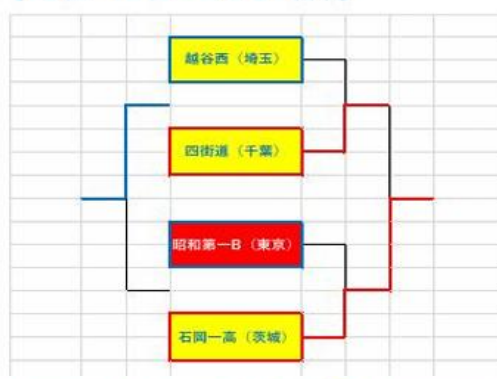 越谷西（埼玉）
四街道（千葉）
昭和第一B（東京）
石岡一高（茨城）